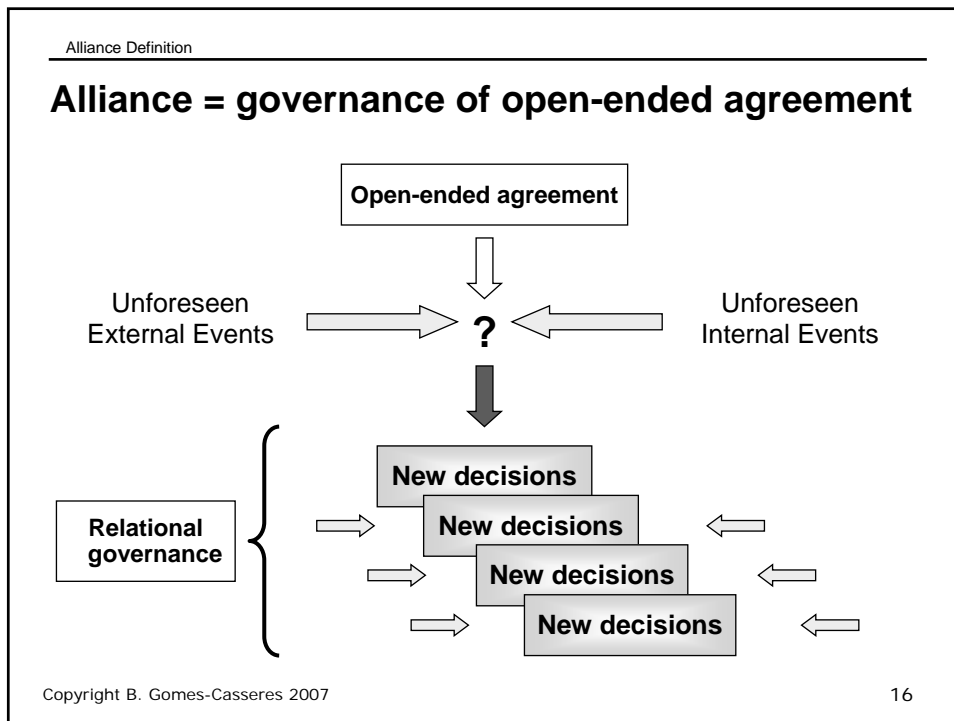 Alliance Definition
Alliance = governance of open-ended agreement
Open-ended agreement
Unforeseen
External Events
?
Unforeseen
Internal Events
New decisions
New decisions
New decisions
New decisions
Relational
governance
Copyright B. Gomes-Casseres 2007
16